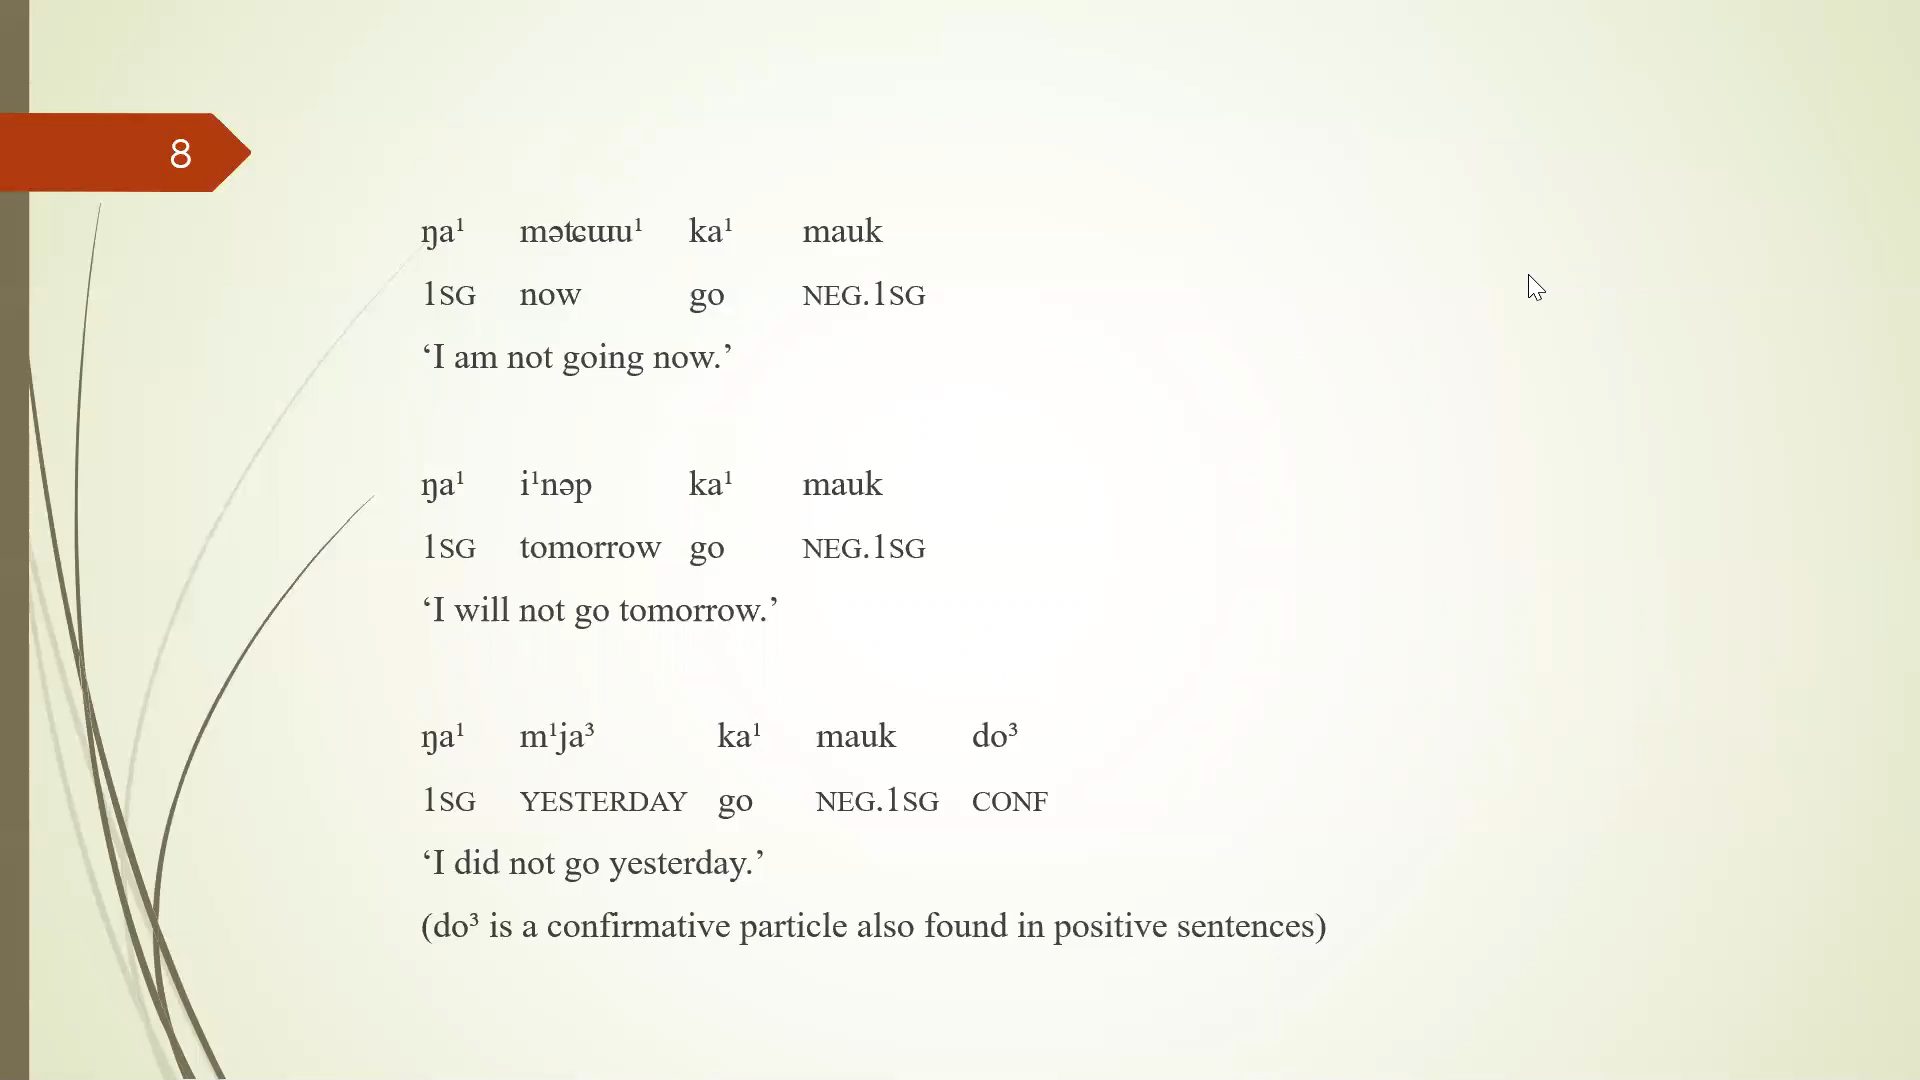 8
ŋa¹ mətɕɯu¹ ka¹ mauk
1SG now go NEG.1SG
‘I am not going now.’
ŋa¹ i¹nəp ka¹ mauk
1SG tomorrow go NEG.1SG
‘I will not go tomorrow.’
ŋa¹ m¹ja³ ka¹ mauk do³
1SG YESTERDAY go NEG.1SG CONF
‘I did not go yesterday.’
(do³ is a confirmative particle also found in positive sentences)